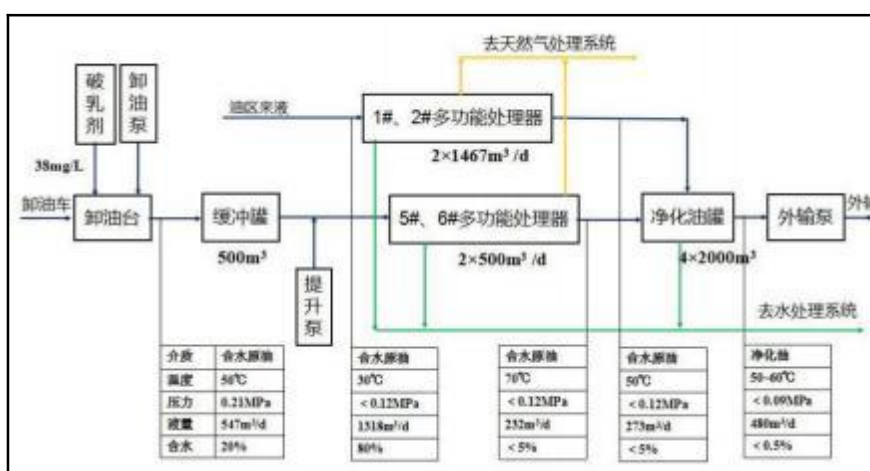 去天然气处理系统
破乳剂
卸油泵
油区来液
1#、2#多功能处理器
2×1467m³/d
38mg/L
卸油车
卸油台
缓冲罐
5#、6#多功能处理器
净化油罐
外输泵
外输
500m³
2×500m³/d
4×2000m³
提升泵
去水处理系统
介质 含水原油
温度 50℃
压力 0.21MPa
液量 547m³/d
含水 20%
含水原油
30℃
<0.12MPa
1318m³/d
80%
含水原油
70℃
<0.12MPa
232m³/d
<5%
含水原油
50℃
<0.12MPa
273m³/d
<5%
净化油
50~60℃
<0.09MPa
480m³/d
<0.5%